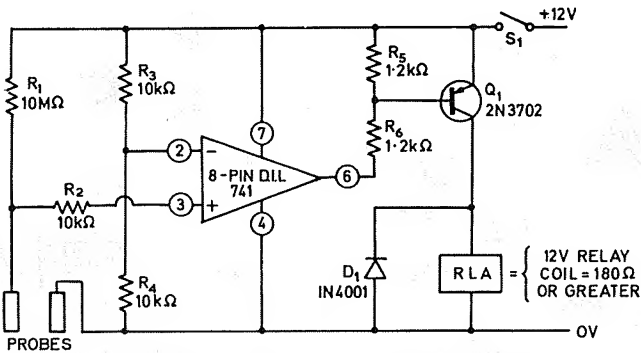 +12V
S1
R1
10MΩ
R3
10kΩ
R5
1·2kΩ
Q1
2N3702
R6
1·2kΩ
7
2
−
8-PIN D.I.L
741
6
R2
10kΩ
3
+
4
R4
10kΩ
D1
IN4001
RLA
=
12V RELAY
COIL = 180Ω
OR GREATER
0V
PROBES